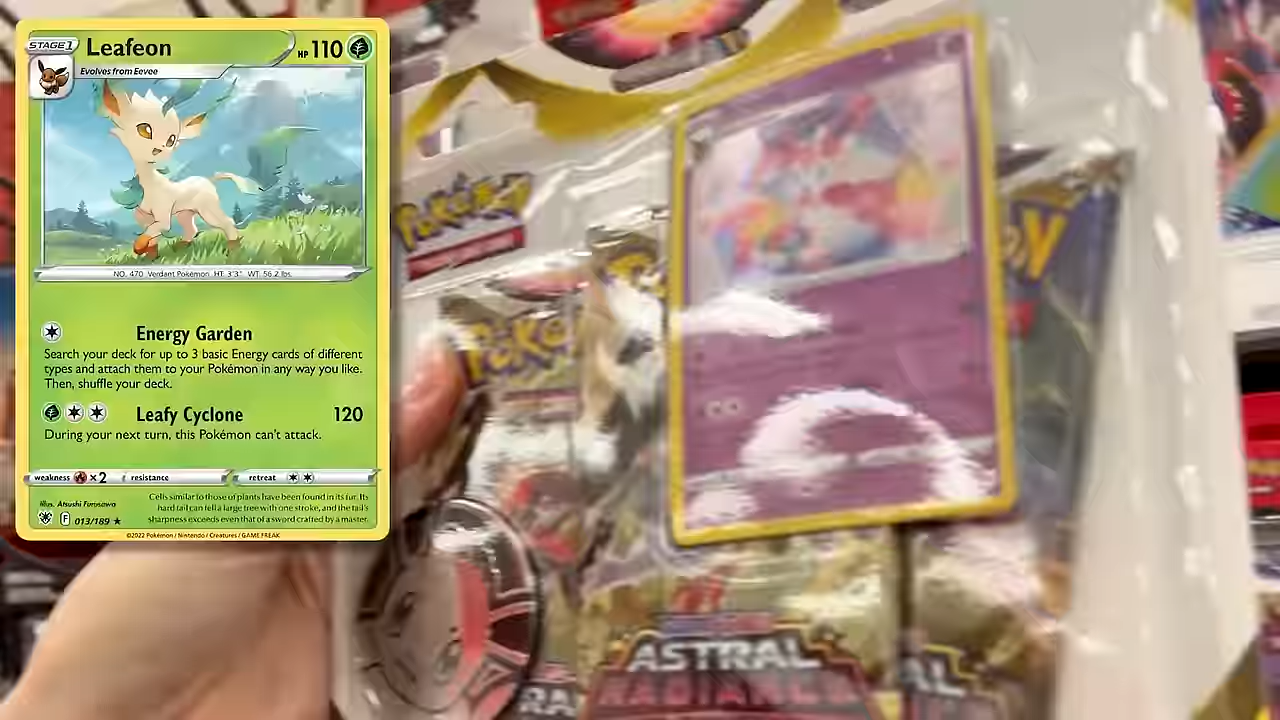 STAGE 1
Leafeon
HP 110
Evolves from Eevee
NO. 470 Verdant Pokémon HT: 3'3" WT: 56.2 lbs.
Energy Garden
Search your deck for up to 3 basic Energy cards of different
types and attach them to your Pokémon in any way you like.
Then, shuffle your deck.
Leafy Cyclone 120
During your next turn, this Pokémon can't attack.
weakness ×2 resistance retreat
Illus. Atsushi Furusawa
Cells similar to those of plants have been found in its fur. Its
hard tail can fell a large tree with one stroke, and the tail's
sharpness exceeds even that of a sword crafted by a master.
F 013/189 ★
©2022 Pokémon / Nintendo / Creatures / GAME FREAK
POKéMON
POKé
ASTRAL
RADIANCE
RA
AL